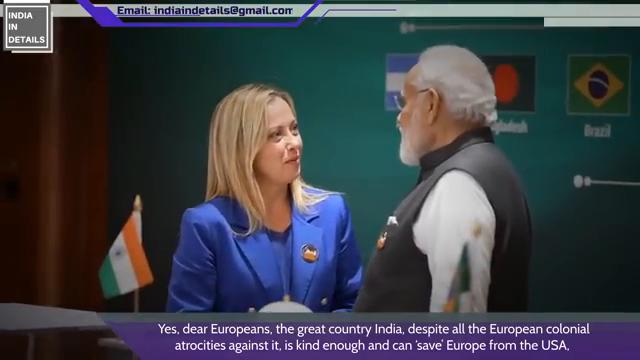 INDIA
IN
DETAILS
Email: indiaindetails@gmail.com
Brazil
Yes, dear Europeans, the great country India, despite all the European colonial
atrocities against it, is kind enough and can ‘save’ Europe from the USA,